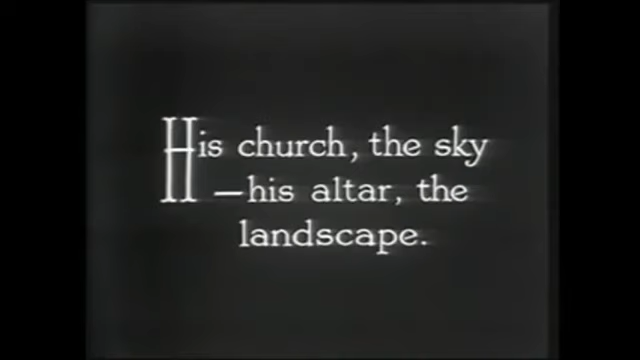 His church, the sky
—his altar, the
landscape.